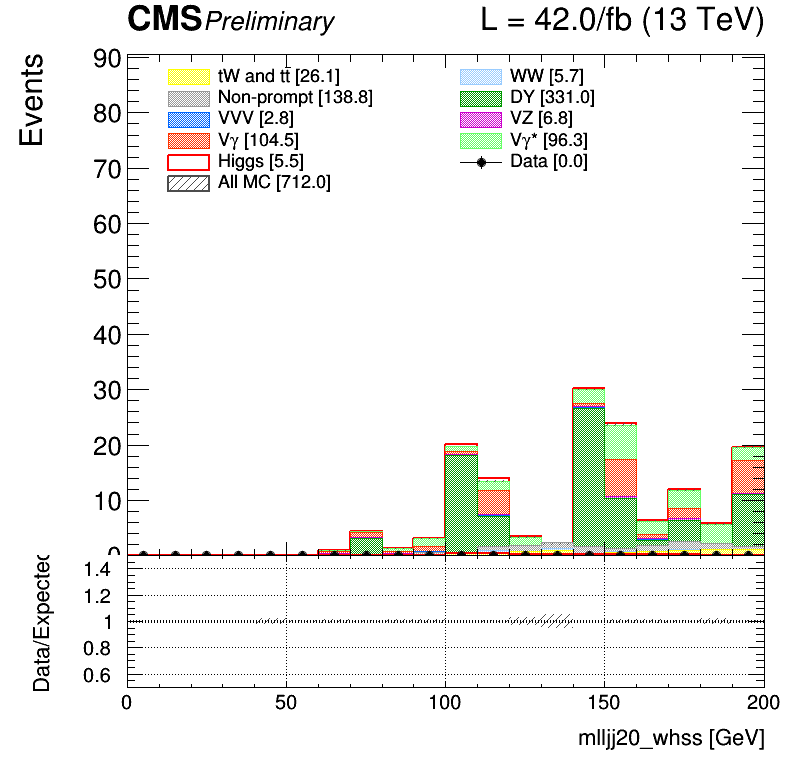 CMS Preliminary L = 42.0/fb (13 TeV)
Events
90
80
70
60
50
40
30
20
10
0
tW and tt̄ [26.1]
Non-prompt [138.8]
VVV [2.8]
Vγ [104.5]
Higgs [5.5]
All MC [712.0]
WW [5.7]
DY [331.0]
VZ [6.8]
Vγ* [96.3]
Data [0.0]
Data/Expected
1.4
1.2
1
0.8
0.6
0 50 100 150 200
mlljj20_whss [GeV]